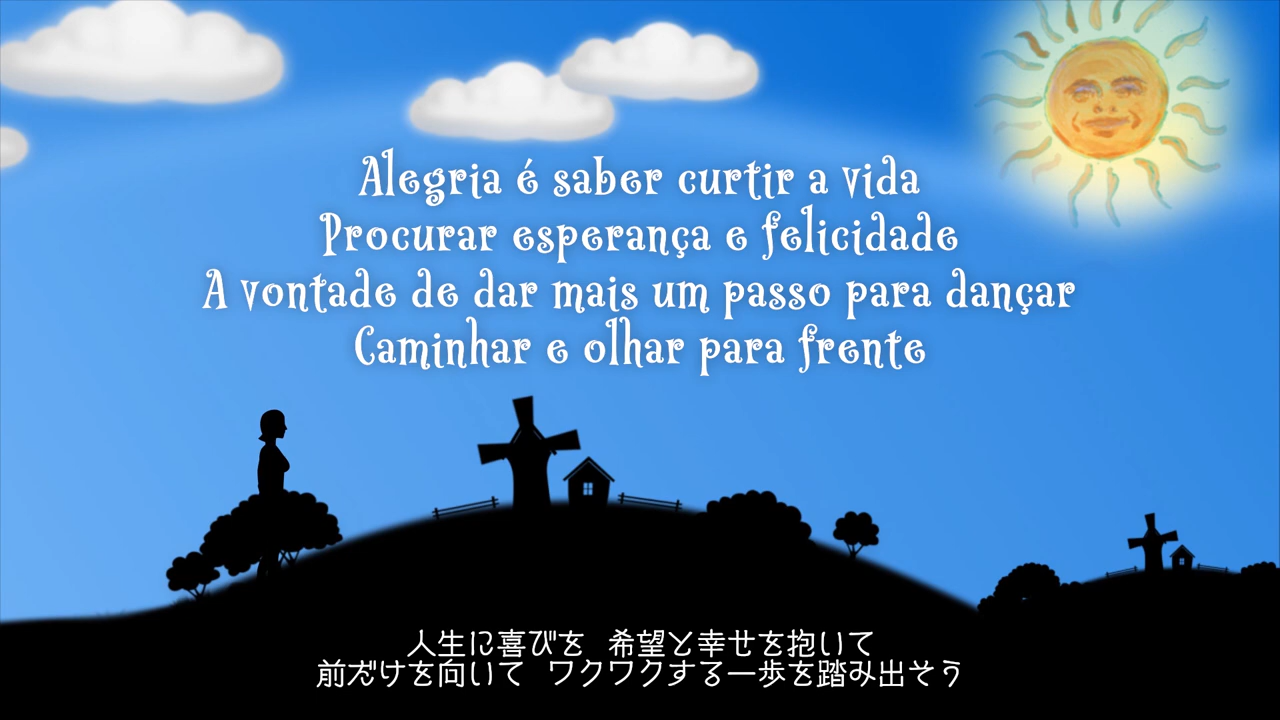 Alegria é saber curtir a vida
Procurar esperança e felicidade
A vontade de dar mais um passo para dançar
Caminhar e olhar para frente
人生に喜びを 希望と幸せを抱いて
前だけを向いて ワクワクする一歩を踏み出そう